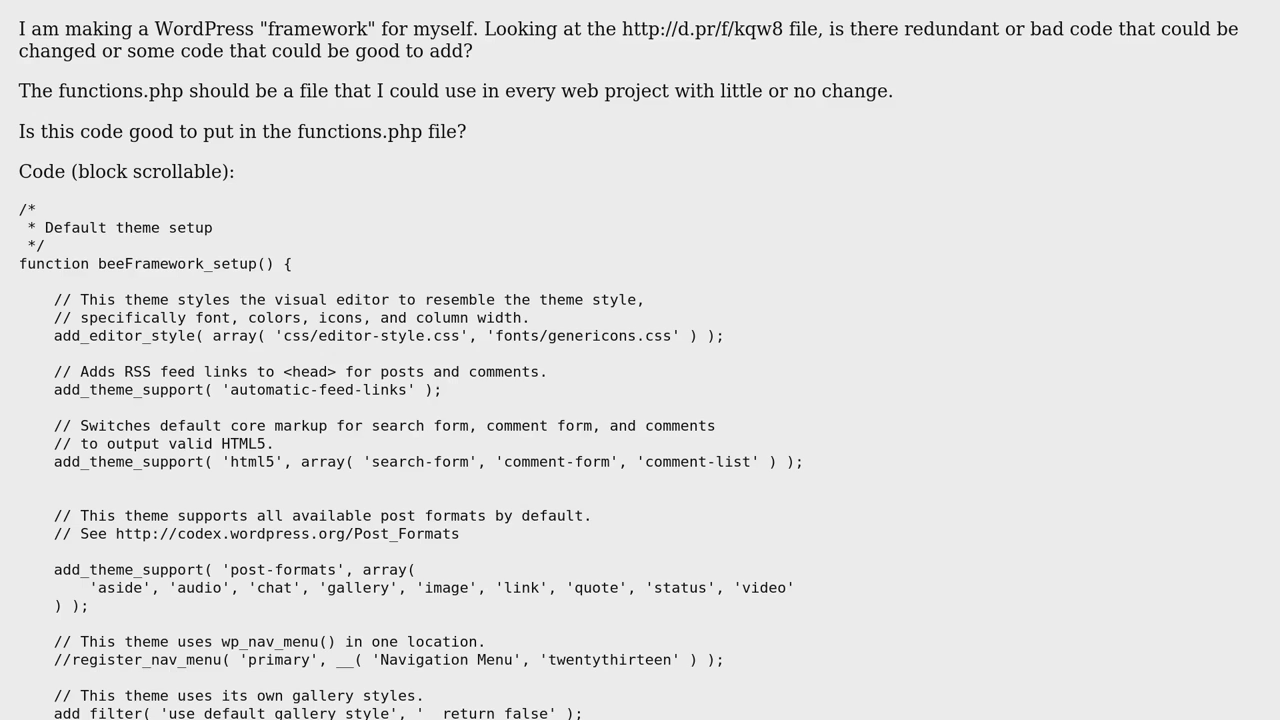 I am making a WordPress "framework" for myself. Looking at the http://d.pr/f/kqw8 file, is there redundant or bad code that could be
changed or some code that could be good to add?
The functions.php should be a file that I could use in every web project with little or no change.
Is this code good to put in the functions.php file?
Code (block scrollable):
/*
 * Default theme setup
 */
function beeFramework_setup() {
    // This theme styles the visual editor to resemble the theme style,
    // specifically font, colors, icons, and column width.
    add_editor_style( array( 'css/editor-style.css', 'fonts/genericons.css' ) );
    // Adds RSS feed links to <head> for posts and comments.
    add_theme_support( 'automatic-feed-links' );
    // Switches default core markup for search form, comment form, and comments
    // to output valid HTML5.
    add_theme_support( 'html5', array( 'search-form', 'comment-form', 'comment-list' ) );
    // This theme supports all available post formats by default.
    // See http://codex.wordpress.org/Post_Formats
    add_theme_support( 'post-formats', array(
        'aside', 'audio', 'chat', 'gallery', 'image', 'link', 'quote', 'status', 'video'
    ) );
    // This theme uses wp_nav_menu() in one location.
    //register_nav_menu( 'primary', __( 'Navigation Menu', 'twentythirteen' ) );
    // This theme uses its own gallery styles.
    add_filter( 'use_default_gallery_style', '__return_false' );